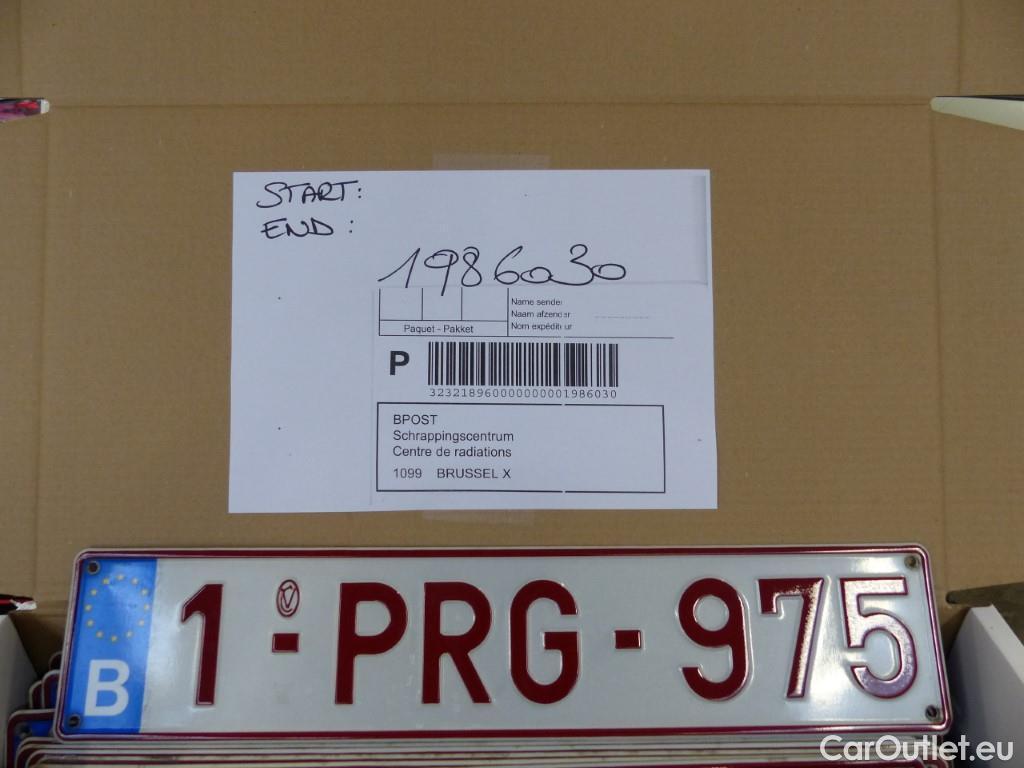 START:
END:
1986030
Name sender
Naam afzender
Nom expéditeur
Paquet - Pakket
P
323218960000000001986030
BPOST
Schrappingscentrum
Centre de radiations
1099 BRUSSEL X
B 1-PRG-975
CarOutlet.eu